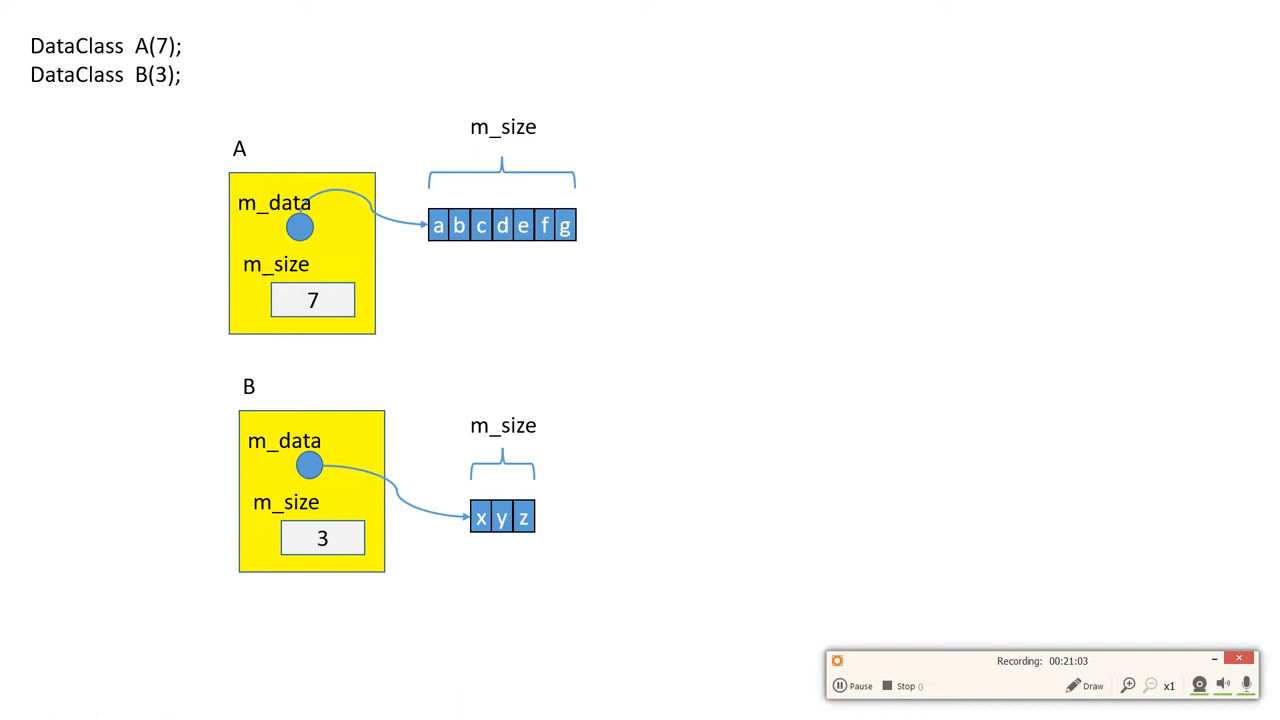 DataClass A(7);
DataClass B(3);
m_size
A
m_data
a b c d e f g
m_size
7
B
m_size
m_data
m_size
x y z
3
Recording: 00:21:03
Pause Stop () Draw x1